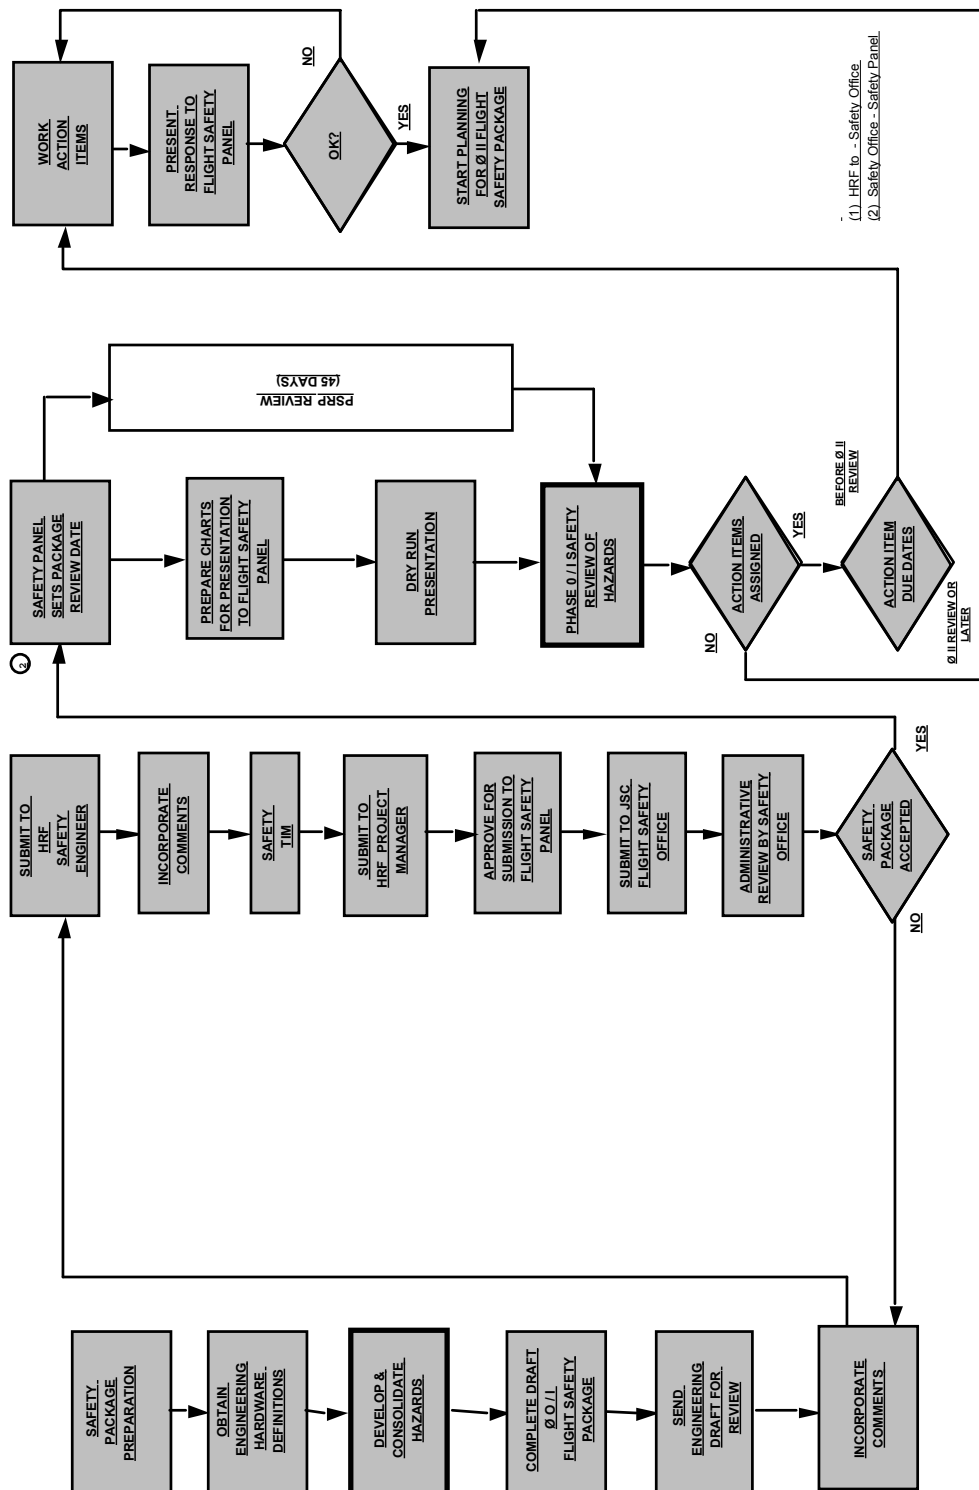 SAFETY
PACKAGE
PREPARATION
OBTAIN
ENGINEERING
HARDWARE-
DEFINITIONS
DEVELOP &
CONSOLIDATE
HAZARDS
COMPLETE DRAFT
Ø O / I
FLIGHT SAFETY
PACKAGE
SEND
ENGINEERING
DRAFT FOR
REVIEW
INCORPORATE
COMMENTS
SUBMIT TO
HRF
SAFETY
ENGINEER
INCORPORATE
COMMENTS
SAFETY
TIM
SUBMIT TO
HRF PROJECT
MANAGER
APPROVE FOR
SUBMISSION TO
FLIGHT SAFETY
PANEL
SUBMIT TO JSC
FLIGHT SAFETY
OFFICE
ADMINISTRATIVE
REVIEW BY SAFETY
OFFICE
SAFETY-
PACKAGE
ACCEPTED
NO
YES
2
SAFETY PANEL
SETS PACKAGE
REVIEW DATE
PSRP REVIEW
(45 DAYS)
PREPARE CHARTS
FOR PRESENTATION
TO FLIGHT SAFETY
PANEL
DRY RUN
PRESENTATION
PHASE 0 / I SAFETY
REVIEW OF
HAZARDS
ACTION ITEMS
ASSIGNED
NO
YES
ACTION ITEM
DUE DATES
BEFORE Ø II
REVIEW
Ø II REVIEW OR
LATER
WORK
ACTION
ITEMS
PRESENT-
RESPONSE TO
FLIGHT SAFETY
PANEL
OK?
NO
YES
START PLANNING
FOR Ø II FLIGHT
SAFETY PACKAGE
-
(1) HRF to - Safety Office
(2) Safety Office - Safety Panel